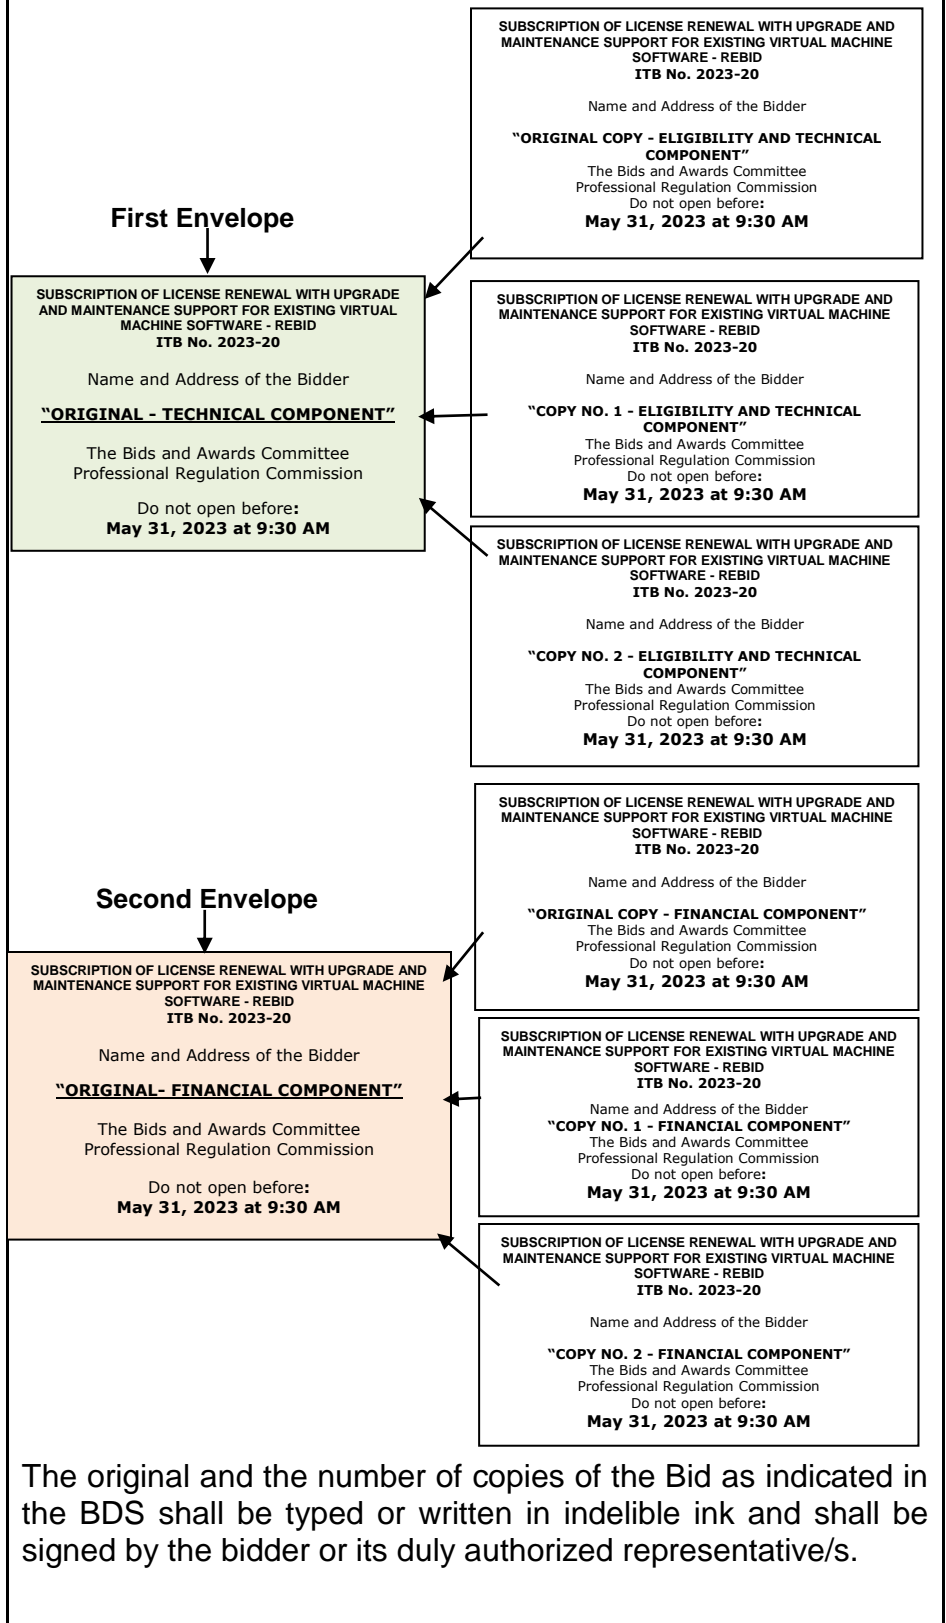 SUBSCRIPTION OF LICENSE RENEWAL WITH UPGRADE AND
MAINTENANCE SUPPORT FOR EXISTING VIRTUAL MACHINE
SOFTWARE - REBID
ITB No. 2023-20
Name and Address of the Bidder
“ORIGINAL COPY - ELIGIBILITY AND TECHNICAL
COMPONENT”
The Bids and Awards Committee
Professional Regulation Commission
Do not open before:
May 31, 2023 at 9:30 AM
First Envelope
SUBSCRIPTION OF LICENSE RENEWAL WITH UPGRADE
AND MAINTENANCE SUPPORT FOR EXISTING VIRTUAL
MACHINE SOFTWARE - REBID
ITB No. 2023-20
Name and Address of the Bidder
“ORIGINAL - TECHNICAL COMPONENT”
The Bids and Awards Committee
Professional Regulation Commission
Do not open before:
May 31, 2023 at 9:30 AM
SUBSCRIPTION OF LICENSE RENEWAL WITH UPGRADE AND
MAINTENANCE SUPPORT FOR EXISTING VIRTUAL MACHINE
SOFTWARE - REBID
ITB No. 2023-20
Name and Address of the Bidder
“COPY NO. 1 - ELIGIBILITY AND TECHNICAL
COMPONENT”
The Bids and Awards Committee
Professional Regulation Commission
Do not open before:
May 31, 2023 at 9:30 AM
SUBSCRIPTION OF LICENSE RENEWAL WITH UPGRADE AND
MAINTENANCE SUPPORT FOR EXISTING VIRTUAL MACHINE
SOFTWARE - REBID
ITB No. 2023-20
Name and Address of the Bidder
“COPY NO. 2 - ELIGIBILITY AND TECHNICAL
COMPONENT”
The Bids and Awards Committee
Professional Regulation Commission
Do not open before:
May 31, 2023 at 9:30 AM
SUBSCRIPTION OF LICENSE RENEWAL WITH UPGRADE AND
MAINTENANCE SUPPORT FOR EXISTING VIRTUAL MACHINE
SOFTWARE - REBID
ITB No. 2023-20
Name and Address of the Bidder
“ORIGINAL COPY - FINANCIAL COMPONENT”
The Bids and Awards Committee
Professional Regulation Commission
Do not open before:
May 31, 2023 at 9:30 AM
Second Envelope
SUBSCRIPTION OF LICENSE RENEWAL WITH UPGRADE AND
MAINTENANCE SUPPORT FOR EXISTING VIRTUAL MACHINE
SOFTWARE - REBID
ITB No. 2023-20
Name and Address of the Bidder
“ORIGINAL- FINANCIAL COMPONENT”
The Bids and Awards Committee
Professional Regulation Commission
Do not open before:
May 31, 2023 at 9:30 AM
SUBSCRIPTION OF LICENSE RENEWAL WITH UPGRADE AND
MAINTENANCE SUPPORT FOR EXISTING VIRTUAL MACHINE
SOFTWARE - REBID
ITB No. 2023-20
Name and Address of the Bidder
“COPY NO. 1 - FINANCIAL COMPONENT”
The Bids and Awards Committee
Professional Regulation Commission
Do not open before:
May 31, 2023 at 9:30 AM
SUBSCRIPTION OF LICENSE RENEWAL WITH UPGRADE AND
MAINTENANCE SUPPORT FOR EXISTING VIRTUAL MACHINE
SOFTWARE - REBID
ITB No. 2023-20
Name and Address of the Bidder
“COPY NO. 2 - FINANCIAL COMPONENT”
The Bids and Awards Committee
Professional Regulation Commission
Do not open before:
May 31, 2023 at 9:30 AM
The original and the number of copies of the Bid as indicated in
the BDS shall be typed or written in indelible ink and shall be
signed by the bidder or its duly authorized representative/s.